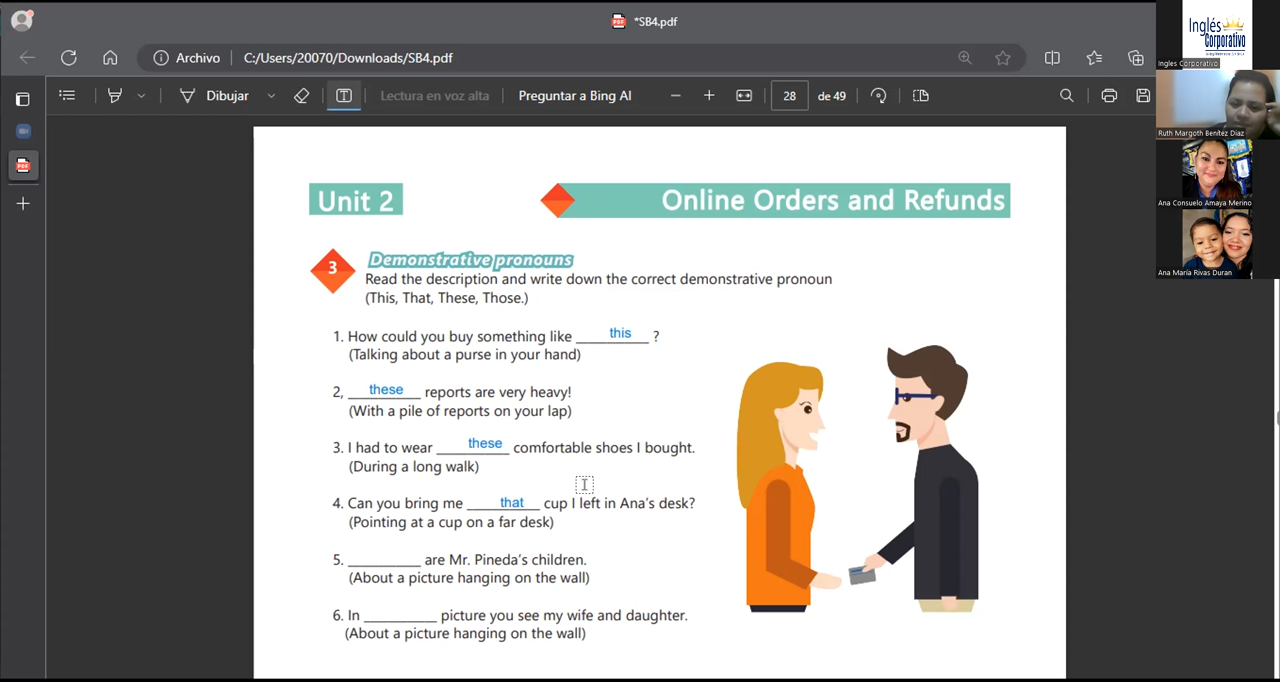 *SB4.pdf
Archivo
C:/Users/20070/Downloads/SB4.pdf
Dibujar
Lectura en voz alta
Preguntar a Bing AI
28
de 49
Unit 2
Online Orders and Refunds
3
Demonstrative pronouns
Read the description and write down the correct demonstrative pronoun
(This, That, These, Those.)
1. How could you buy something like ________ this ?
(Talking about a purse in your hand)
2, these reports are very heavy!
(With a pile of reports on your lap)
3. I had to wear these comfortable shoes I bought.
(During a long walk)
4. Can you bring me that cup I left in Ana's desk?
(Pointing at a cup on a far desk)
5. _________ are Mr. Pineda's children.
(About a picture hanging on the wall)
6. In _________ picture you see my wife and daughter.
(About a picture hanging on the wall)
Inglés
Corporativo
Ingles Corporativo
Ruth Margoth Benítez Diaz
Ana Consuelo Amaya Merino
Ana María Rivas Duran